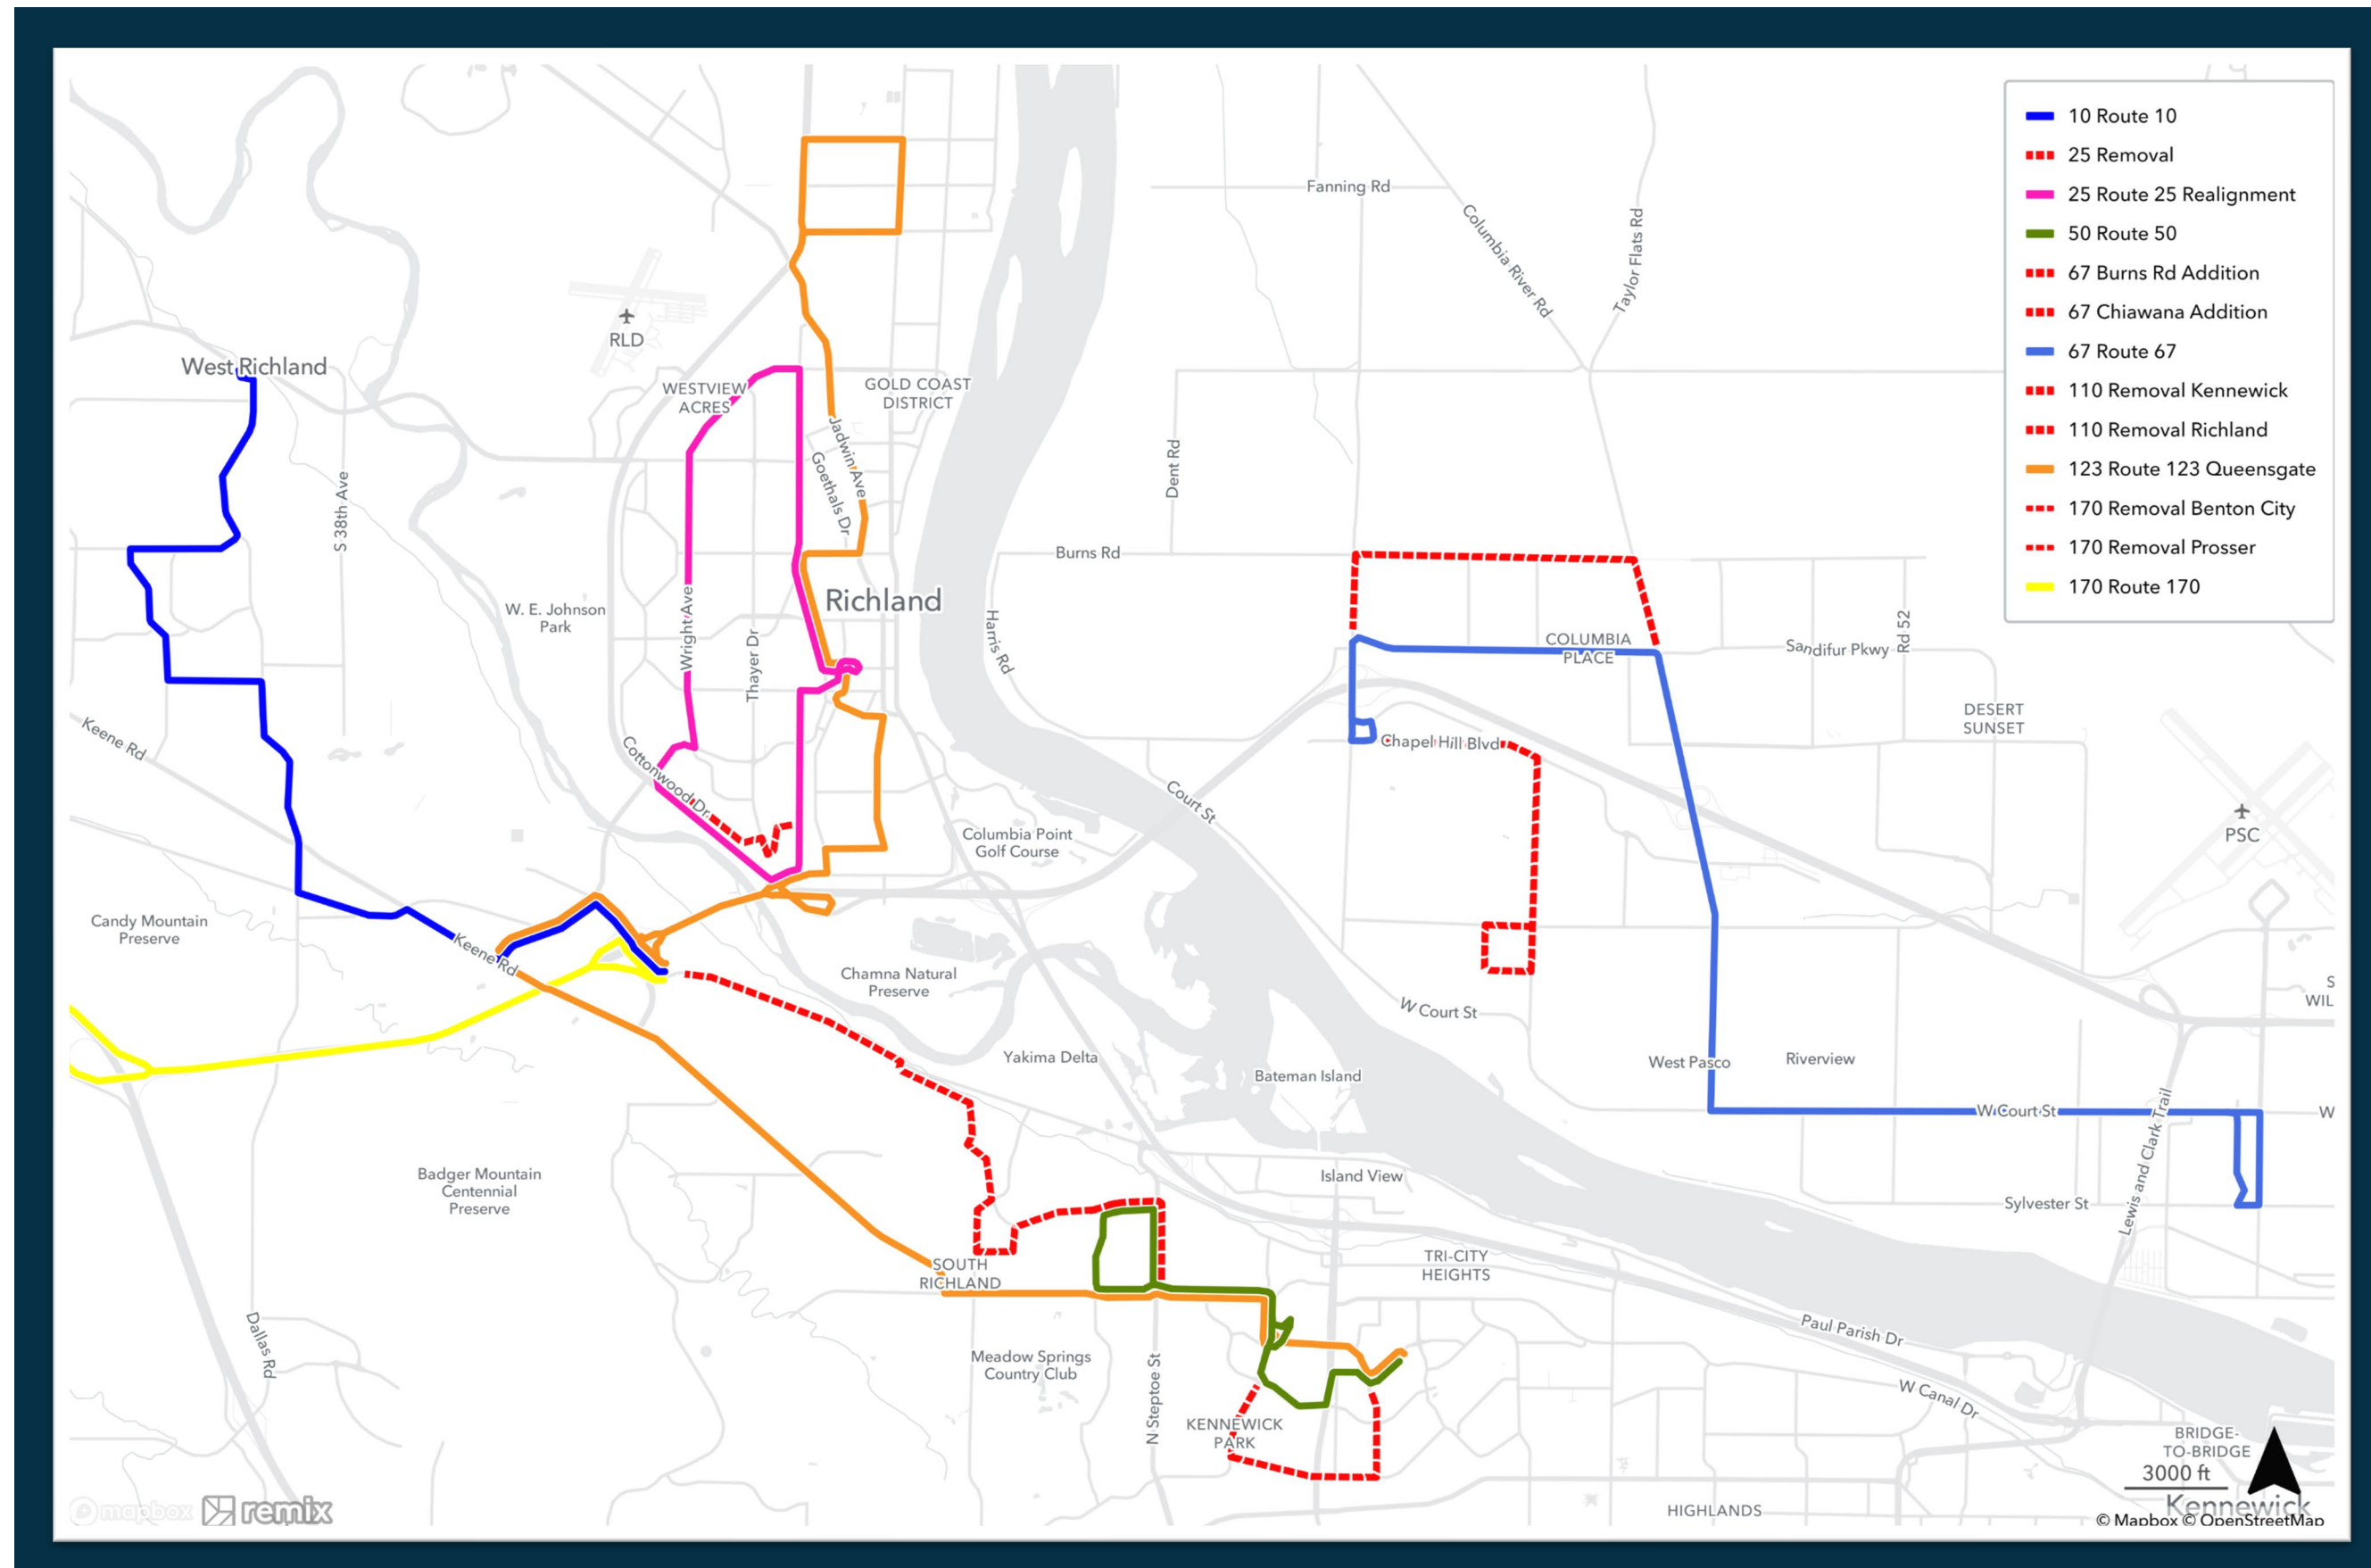 10 Route 10
25 Removal
25 Route 25 Realignment
50 Route 50
67 Burns Rd Addition
67 Chiawana Addition
67 Route 67
110 Removal Kennewick
110 Removal Richland
123 Route 123 Queensgate
170 Removal Benton City
170 Removal Prosser
170 Route 170
Fanning Rd
Columbia River Rd
Taylor Flats Rd
RLD
West Richland
WESTVIEW
ACRES
GOLD COAST
DISTRICT
Jadwin Ave
Goethals Dr
S 38th Ave
Dent Rd
Burns Rd
W. E. Johnson
Park
Wright Ave
Thayer Dr
Richland
Harris Rd
COLUMBIA
PLACE
Sandifur Pkwy
Rd 52
DESERT
SUNSET
Keene Rd
Cottonwood Dr
Chapel Hill Blvd
Court St
Columbia Point
Golf Course
PSC
Candy Mountain
Preserve
Keene Rd
Chamna Natural
Preserve
W Court St
S
WIL
Yakima Delta
Bateman Island
West Pasco
Riverview
W Court St
W
Lewis and Clark Trail
Badger Mountain
Centennial
Preserve
Island View
Sylvester St
SOUTH
RICHLAND
TRI-CITY
HEIGHTS
Dallas Rd
Meadow Springs
Country Club
N Steptoe St
Paul Parish Dr
W Canal Dr
KENNEWICK
PARK
BRIDGE-
TO-BRIDGE
3000 ft
HIGHLANDS
Kennewick
mapbox
remix
© Mapbox © OpenStreetMap